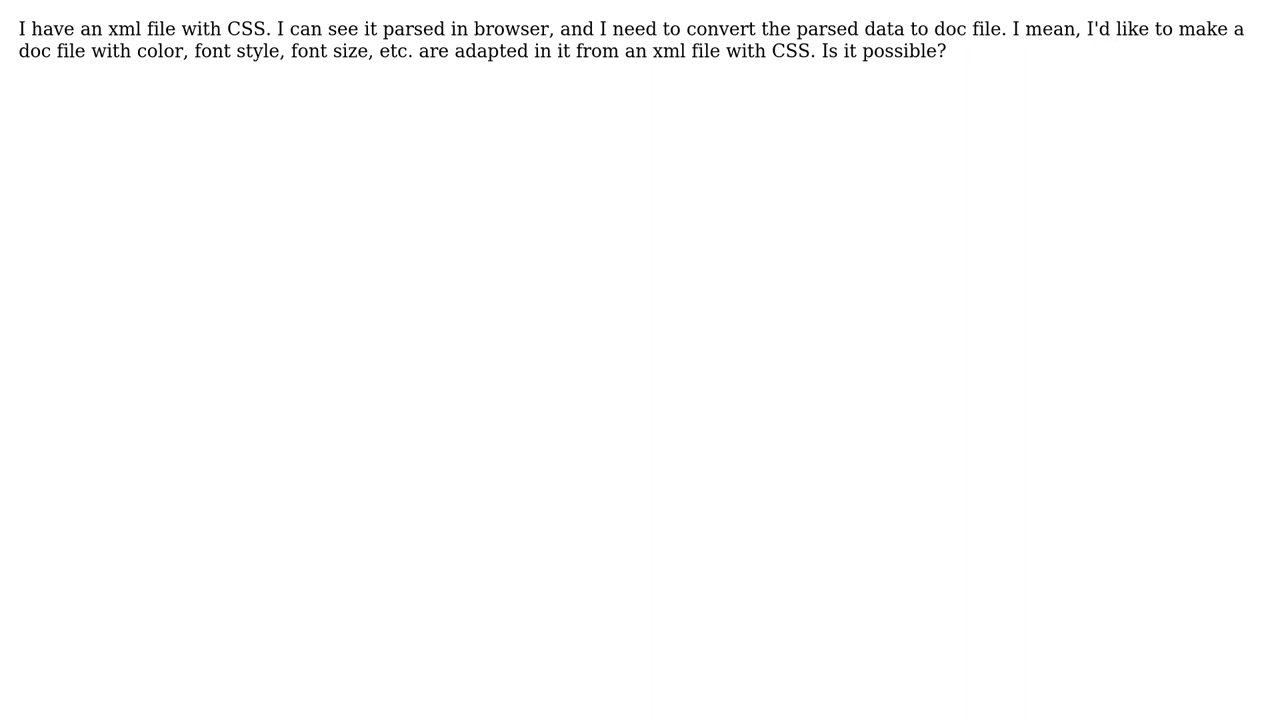 I have an xml file with CSS. I can see it parsed in browser, and I need to convert the parsed data to doc file. I mean, I'd like to make a
doc file with color, font style, font size, etc. are adapted in it from an xml file with CSS. Is it possible?